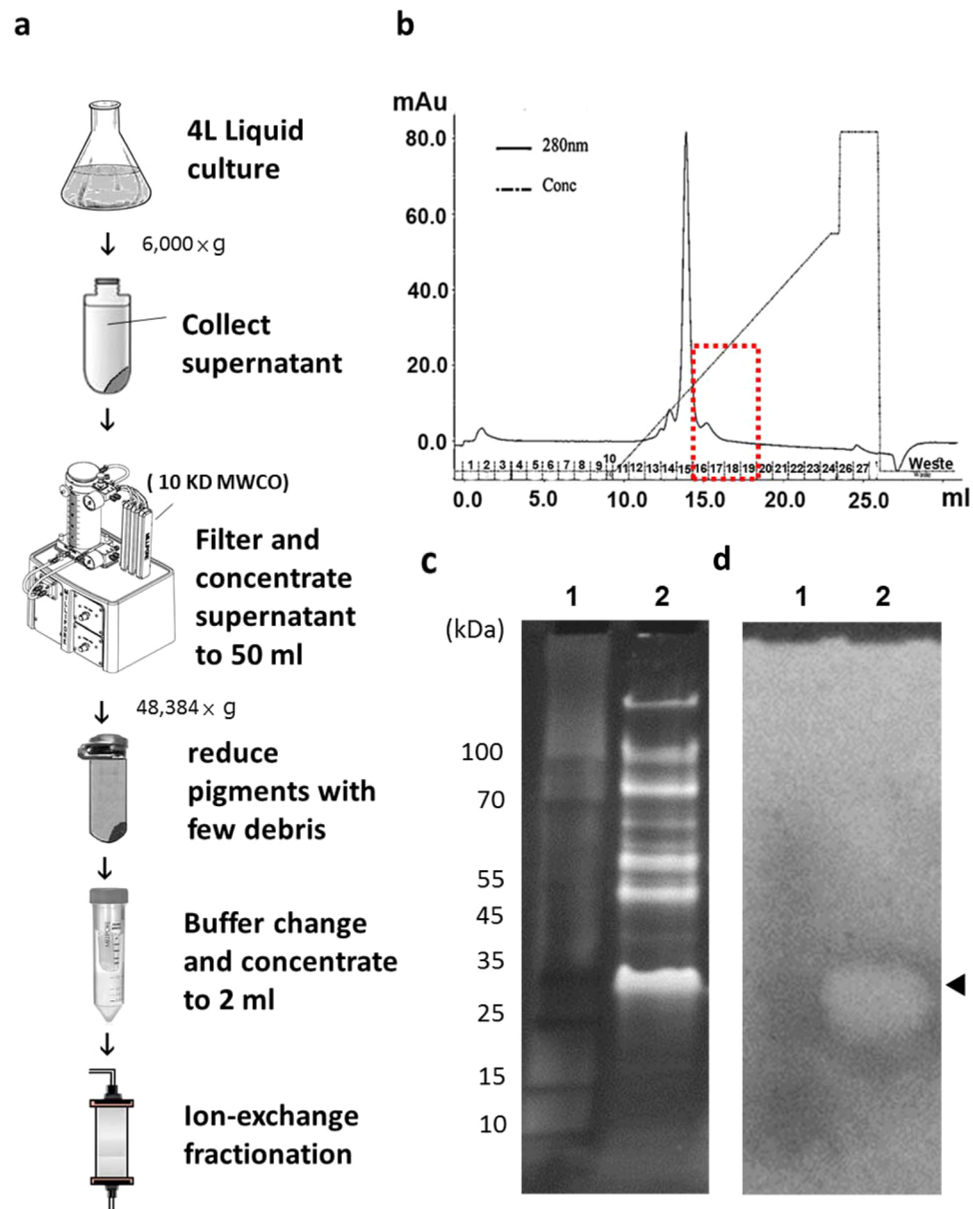 a
4L Liquid
culture
6,000 × g
Collect
supernatant
( 10 KD MWCO)
Filter and
concentrate
supernatant
to 50 ml
48,384 × g
reduce
pigments with
few debris
Buffer change
and concentrate
to 2 ml
Ion-exchange
fractionation
b
mAu
80.0
60.0
40.0
20.0
0.0
280nm
Conc
1 2 3 4 5 6 7 8 9 10 11 12 13 14 15 16 17 18 19 20 21 22 23 24 26 27 Weste
0.0 5.0 10.0 15.0 20.0 25.0 ml
c
1 2
(kDa)
100
70
55
45
35
25
15
10
d
1 2